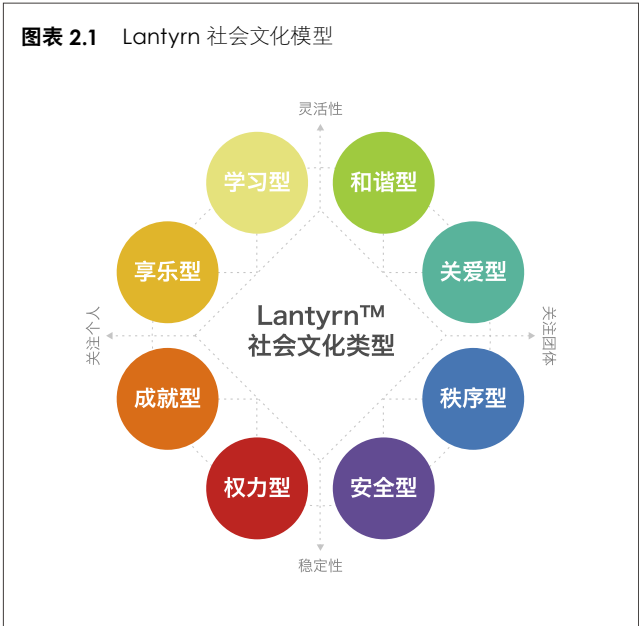 图表 2.1 Lantyrn 社会文化模型
灵活性
学习型
和谐型
享乐型
关爱型
关注个人
Lantyrn™
社会文化类型
关注团体
成就型
秩序型
权力型
安全型
稳定性